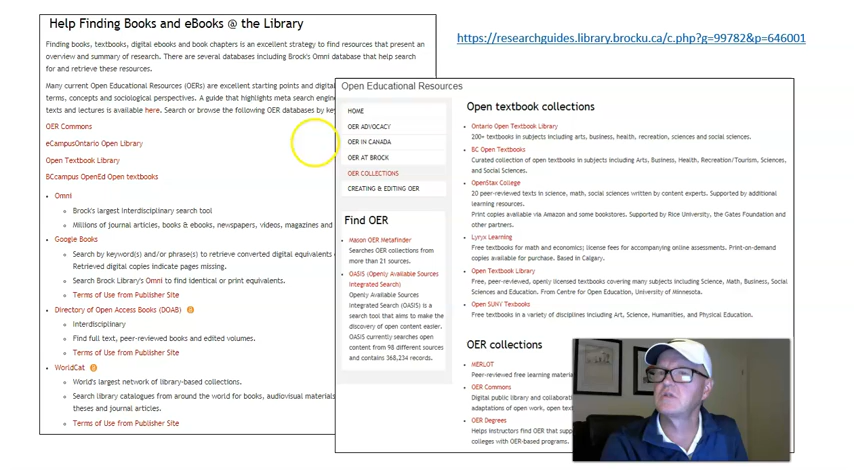 Help Finding Books and eBooks @ the Library
Finding books, textbooks, digital ebooks and book chapters is an excellent strategy to find resources that present an
overview and summary of research. There are several databases including Brock's Omni database that help search
for and retrieve these resources.
Many current Open Educational Resources (OERs) are excellent starting points and digital
terms, concepts and sociological perspectives. A guide that highlights meta search engin
texts and lectures is available here. Search or browse the following OER databases by key
OER Commons
eCampusOntario Open Library
Open Textbook Library
BCcampus OpenEd Open textbooks
Omni
Brock's largest interdisciplinary search tool
Millions of journal articles, books & ebooks, newspapers, videos, magazines and
Google Books
Search by keyword(s) and/or phrase(s) to retrieve converted digital equivalents
Retrieved digital copies indicate pages missing.
Search Brock Library's Omni to find identical or print equivalents.
Terms of Use from Publisher Site
Directory of Open Access Books (DOAB)
Interdisciplinary
Find full text, peer-reviewed books and edited volumes.
Terms of Use from Publisher Site
WorldCat
World's largest network of library-based collections.
Search library catalogues from around the world for books, audiovisual materials
theses and journal articles.
Terms of Use from Publisher Site
https://researchguides.library.brocku.ca/c.php?g=99782&p=646001
Open Educational Resources
HOME
OER ADVOCACY
OER IN CANADA
OER AT BROCK
OER COLLECTIONS
CREATING & EDITING OER
Find OER
Mason OER Metafinder
Searches OER collections
from more than 21 sources.
OASIS (Openly Available Sources
Integrated Search)
Openly Available Sources
Integrated Search (OASIS) is a
search tool that aims to make the
discovery of open content easier.
OASIS currently searches open
content from 98 different sources
and contains 368,234 records.
Open textbook collections
Ontario Open Textbook Library
200+ textbooks in subjects including arts, business, health, recreation, sciences and social sciences.
BC Open Textbooks
Curated collection of open textbooks in subjects including Arts, Business, Health, Recreation/Tourism, Sciences,
and Social Sciences.
OpenStax College
20 peer-reviewed texts in science, math, social sciences written by content experts. Supported by additional
learning resources.
Print copies available via Amazon and some bookstores. Supported by Rice University, the Gates Foundation and
other partners.
Lyryx Learning
Free textbooks for math and economics; license fees for accompanying online assessments. Print-on-demand
copies available for purchase. Based in Calgary.
Open Textbook Library
Free, peer-reviewed, openly licensed textbooks covering many subjects including Science, Math, Business, Social
Sciences and Education. From Centre for Open Education, University of Minnesota.
Open SUNY Texbooks
Free textbooks in a variety of disciplines including Art, Science, Humanities, and Physical Education.
OER collections
MERLOT
Peer-reviewed free learning material
OER Commons
Digital public library and collaboratio
adaptations of open work, open text
OER Degrees
Helps instructors find OER that supp
colleges with OER-based programs.